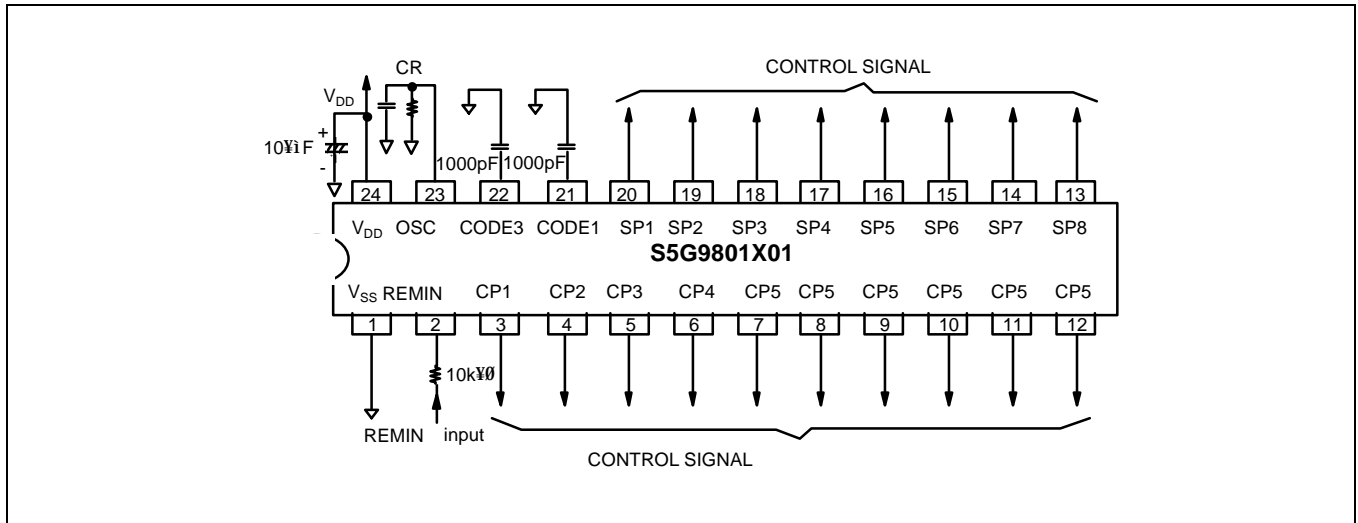 CR
CONTROL SIGNAL
VDD
10¥ìF
+
-
1000pF 1000pF
24 23 22 21 20 19 18 17 16 15 14 13
VDD OSC CODE3 CODE1 SP1 SP2 SP3 SP4 SP5 SP6 SP7 SP8
S5G9801X01
VSS REMIN CP1 CP2 CP3 CP4 CP5 CP5 CP5 CP5 CP5 CP5
1 2 3 4 5 6 7 8 9 10 11 12
10k¥Ø
REMIN input
CONTROL SIGNAL